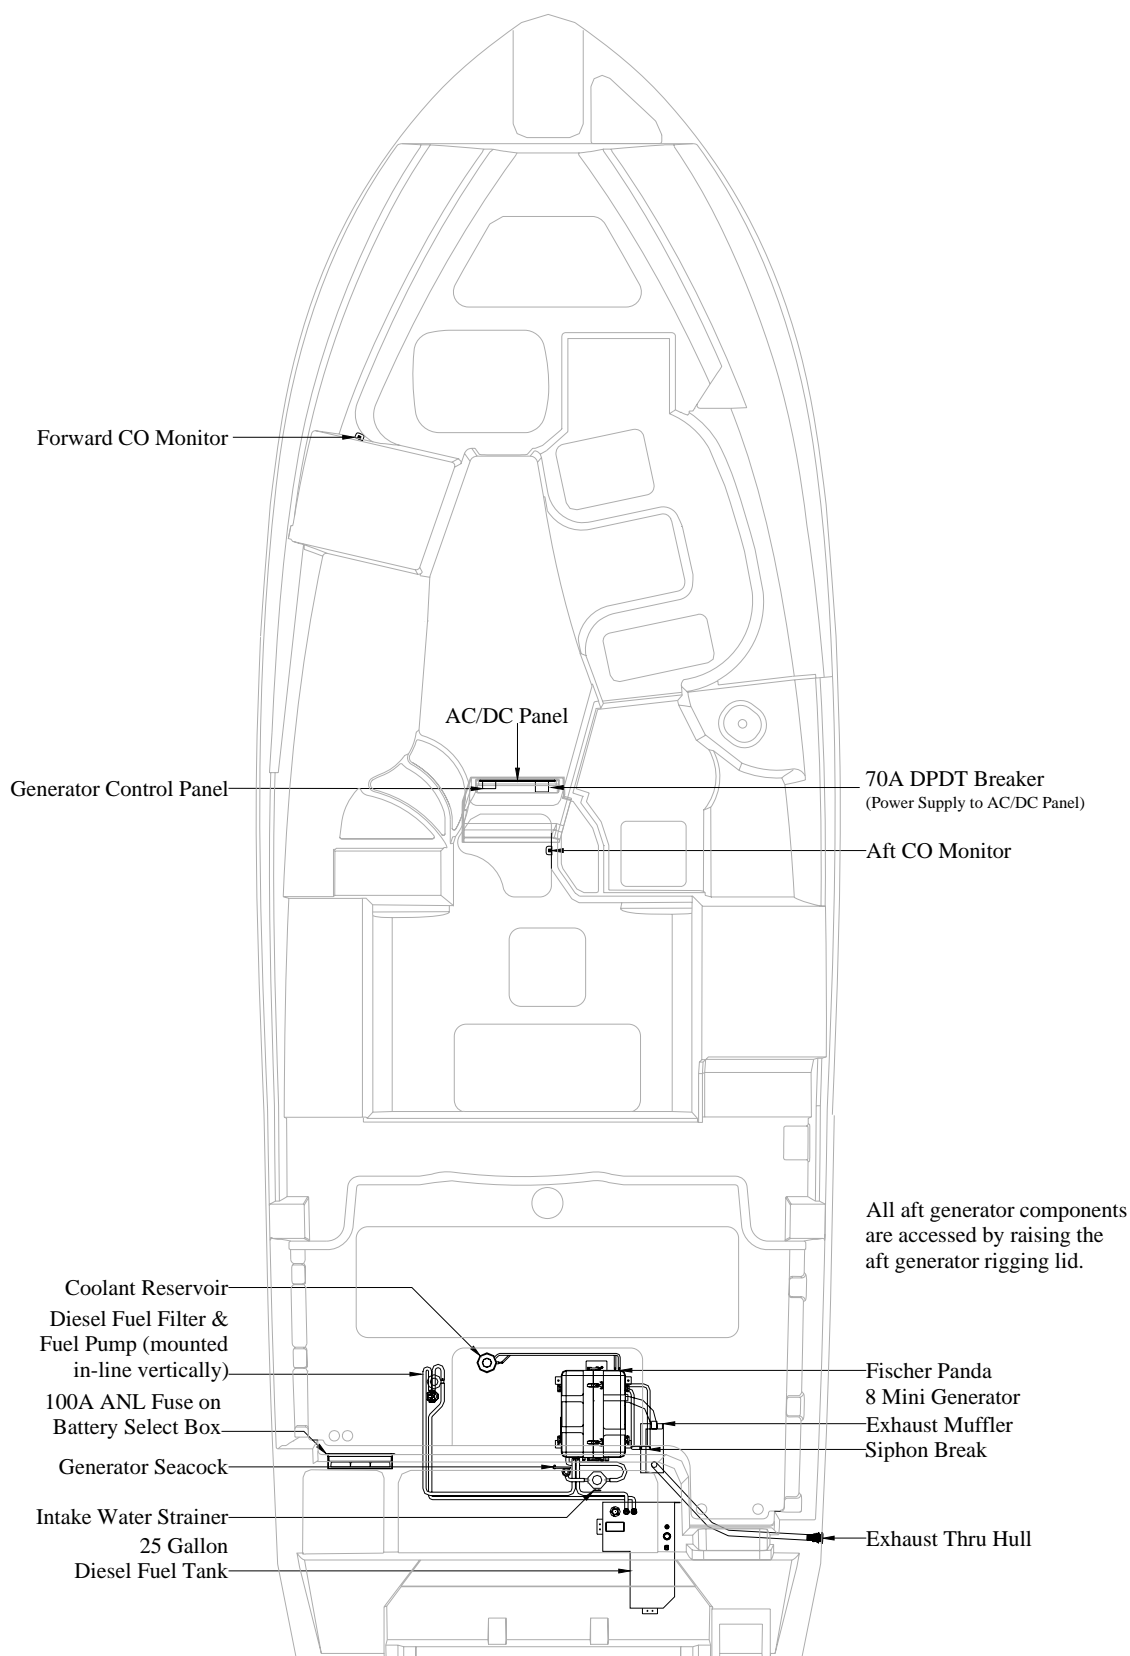 Forward CO Monitor
AC/DC Panel
Generator Control Panel
70A DPDT Breaker
(Power Supply to AC/DC Panel)
Aft CO Monitor
All aft generator components
are accessed by raising the
aft generator rigging lid.
Coolant Reservoir
Diesel Fuel Filter &
Fuel Pump (mounted
in-line vertically)
100A ANL Fuse on
Battery Select Box
Generator Seacock
Intake Water Strainer
25 Gallon
Diesel Fuel Tank
Fischer Panda
8 Mini Generator
Exhaust Muffler
Siphon Break
Exhaust Thru Hull